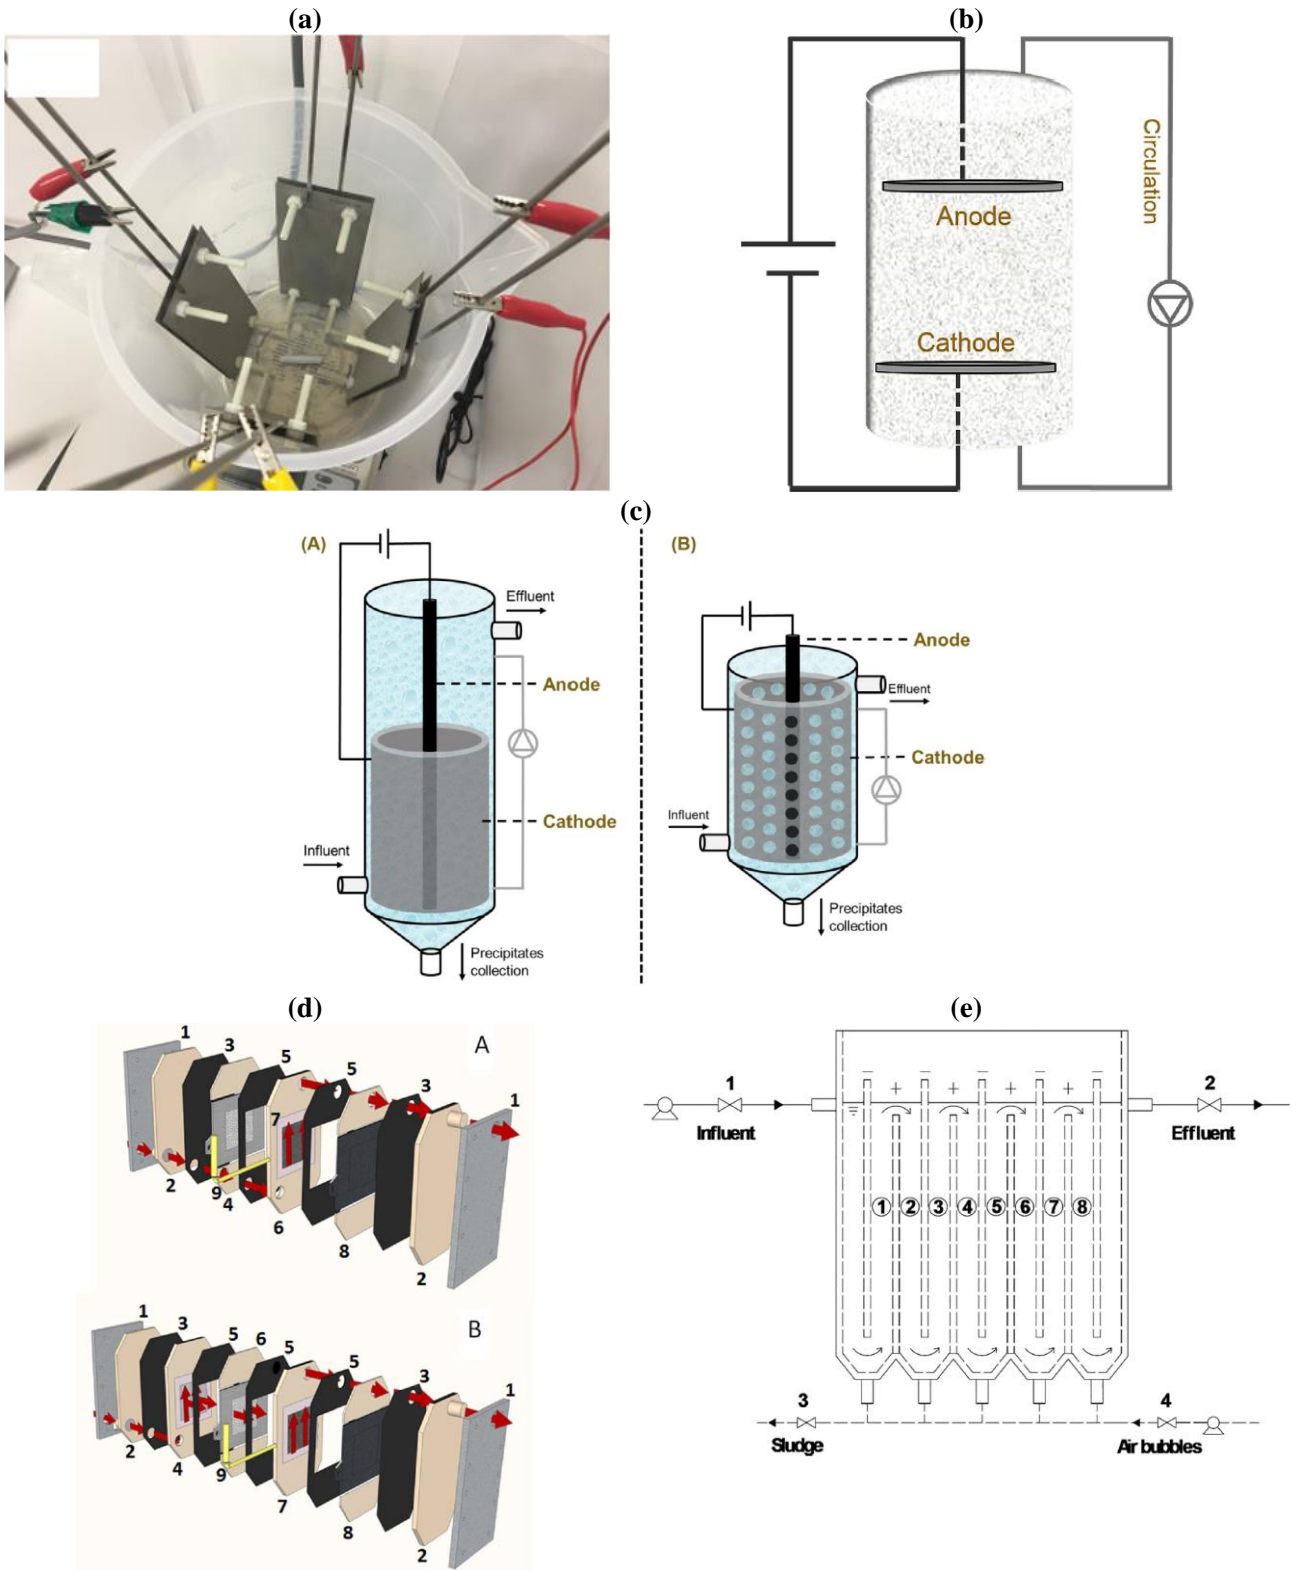 (a)
(b)
Anode
Cathode
Circulation
(c)
(A)
Effluent
Anode
Cathode
Influent
Precipitates
collection
(B)
Anode
Effluent
Cathode
Influent
Precipitates
collection
(d)
A
1
3
5
5
3
1
7
2
9
4
6
8
2
B
1
3
5
6
5
5
3
1
2
4
9
7
8
2
(e)
1
2
Influent
Effluent
− + − + − + − + −
1 2 3 4 5 6 7 8
3
4
Sludge
Air bubbles